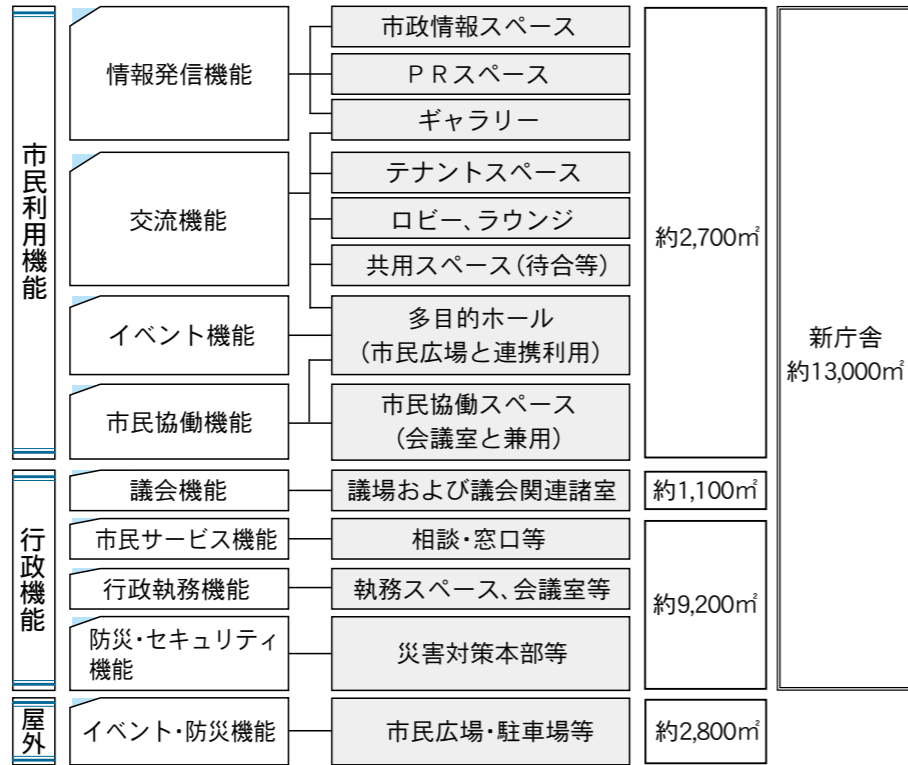 市民利用機能
情報発信機能
市政情報スペース
ＰＲスペース
ギャラリー
交流機能
テナントスペース
ロビー、ラウンジ
共用スペース(待合等)
イベント機能
多目的ホール
(市民広場と連携利用)
市民協働機能
市民協働スペース
(会議室と兼用)
約2,700㎡
行政機能
議会機能
議場および議会関連諸室
約1,100㎡
市民サービス機能
相談・窓口等
行政執務機能
執務スペース、会議室等
防災・セキュリティ
機能
災害対策本部等
約9,200㎡
新庁舎
約13,000㎡
屋外
イベント・防災機能
市民広場・駐車場等
約2,800㎡